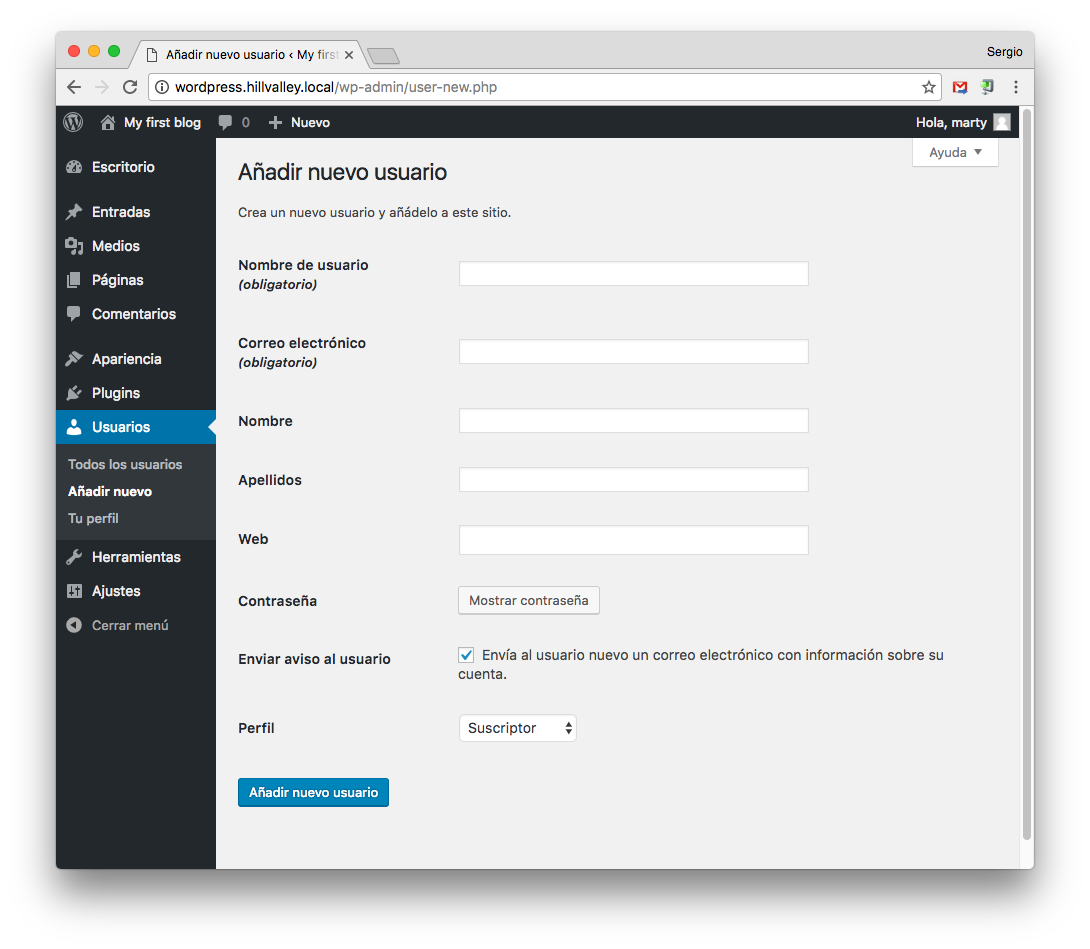 Añadir nuevo usuario ‹ My first
Sergio
wordpress.hillvalley.local/wp-admin/user-new.php
My first blog
0
Nuevo
Hola, marty
Ayuda
Escritorio
Entradas
Medios
Páginas
Comentarios
Apariencia
Plugins
Usuarios
Todos los usuarios
Añadir nuevo
Tu perfil
Herramientas
Ajustes
Cerrar menú
Añadir nuevo usuario
Crea un nuevo usuario y añádelo a este sitio.
Nombre de usuario
(obligatorio)
Correo electrónico
(obligatorio)
Nombre
Apellidos
Web
Contraseña
Mostrar contraseña
Enviar aviso al usuario
Envía al usuario nuevo un correo electrónico con información sobre su
cuenta.
Perfil
Suscriptor
Añadir nuevo usuario